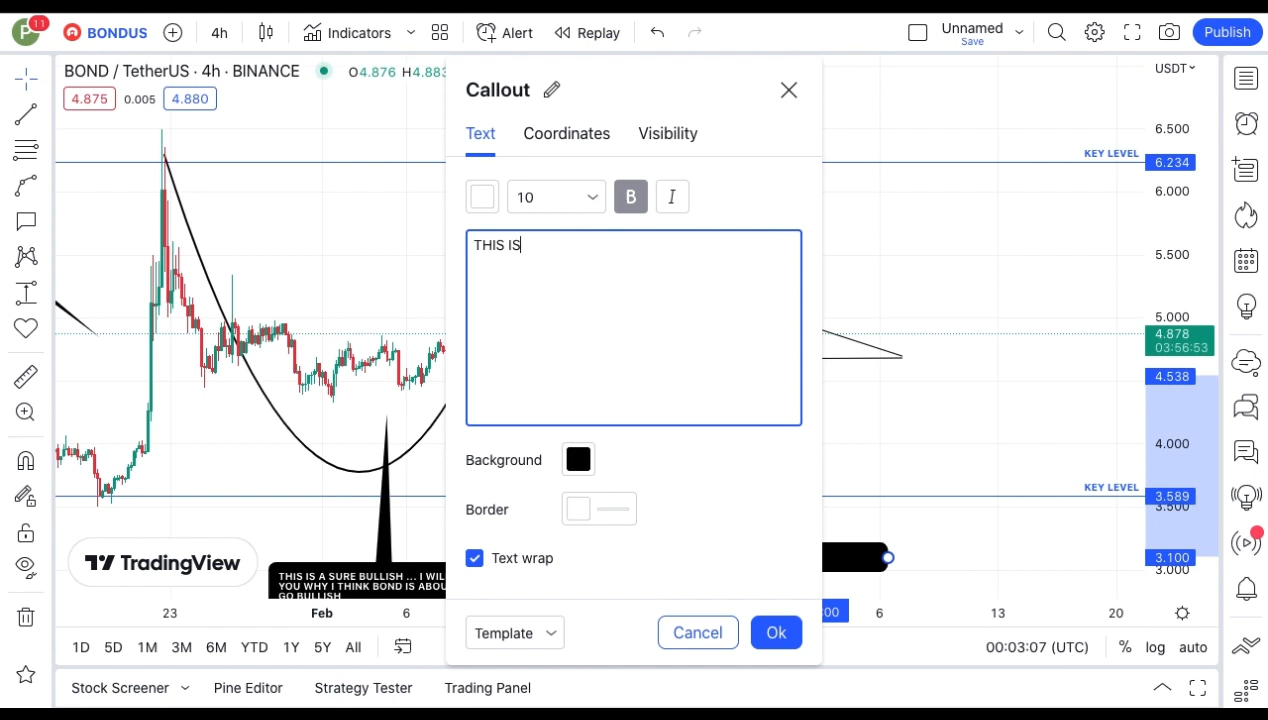 P 11 BONDUS 4h Indicators Alert Replay Unnamed Save Publish
BOND / TetherUS · 4h · BINANCE O4.876 H4.883
4.875 0.005 4.880
USDT
Callout
Text Coordinates Visibility
10 B I
THIS IS
Background
Border
Text wrap
Template Cancel Ok
6.500
KEY LEVEL 6.234
6.000
5.500
5.000
4.878
03:56:53
4.538
4.000
KEY LEVEL 3.589
3.500
3.100
3.000
TradingView
THIS IS A SURE BULLISH ... I WIL
YOU WHY I THINK BOND IS ABOU
GO BULLISH
23 Feb 6 :00 6 13 20
1D 5D 1M 3M 6M YTD 1Y 5Y All 00:03:07 (UTC) % log auto
Stock Screener Pine Editor Strategy Tester Trading Panel